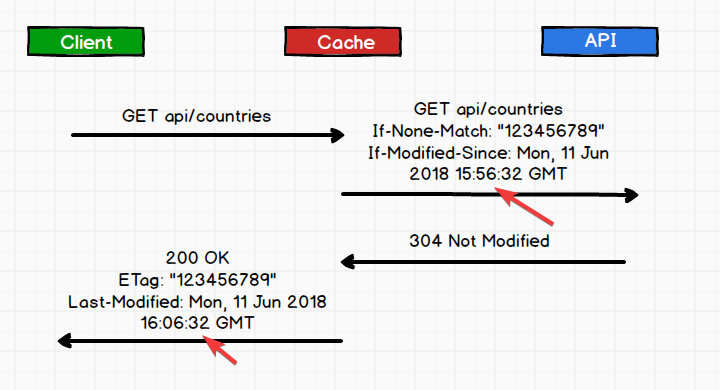 Client
Cache
API
GET api/countries
GET api/countries
If-None-Match: "123456789"
If-Modified-Since: Mon, 11 Jun
2018 15:56:32 GMT
304 Not Modified
200 OK
ETag: "123456789"
Last-Modified: Mon, 11 Jun 2018
16:06:32 GMT